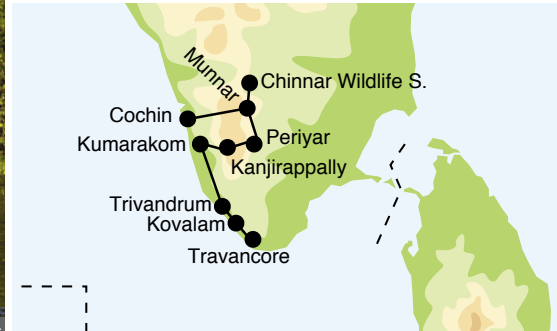 Munnar
Chinnar Wildlife S.
Cochin
Kumarakom
Periyar
Kanjirappally
Trivandrum
Kovalam
Travancore